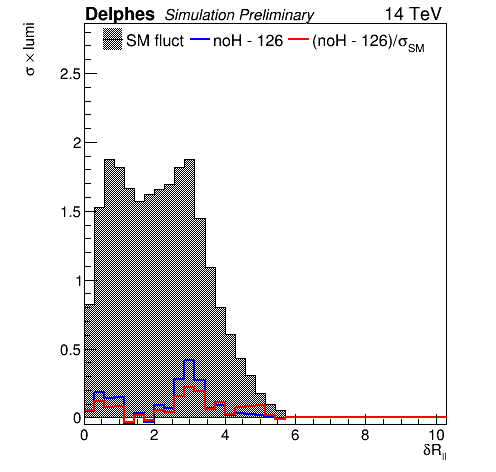 Delphes Simulation Preliminary 14 TeV
SM fluct noH - 126 (noH - 126)/σSM
σ × lumi
2.5
2
1.5
1
0.5
0
0 2 4 6 8 10
δR||